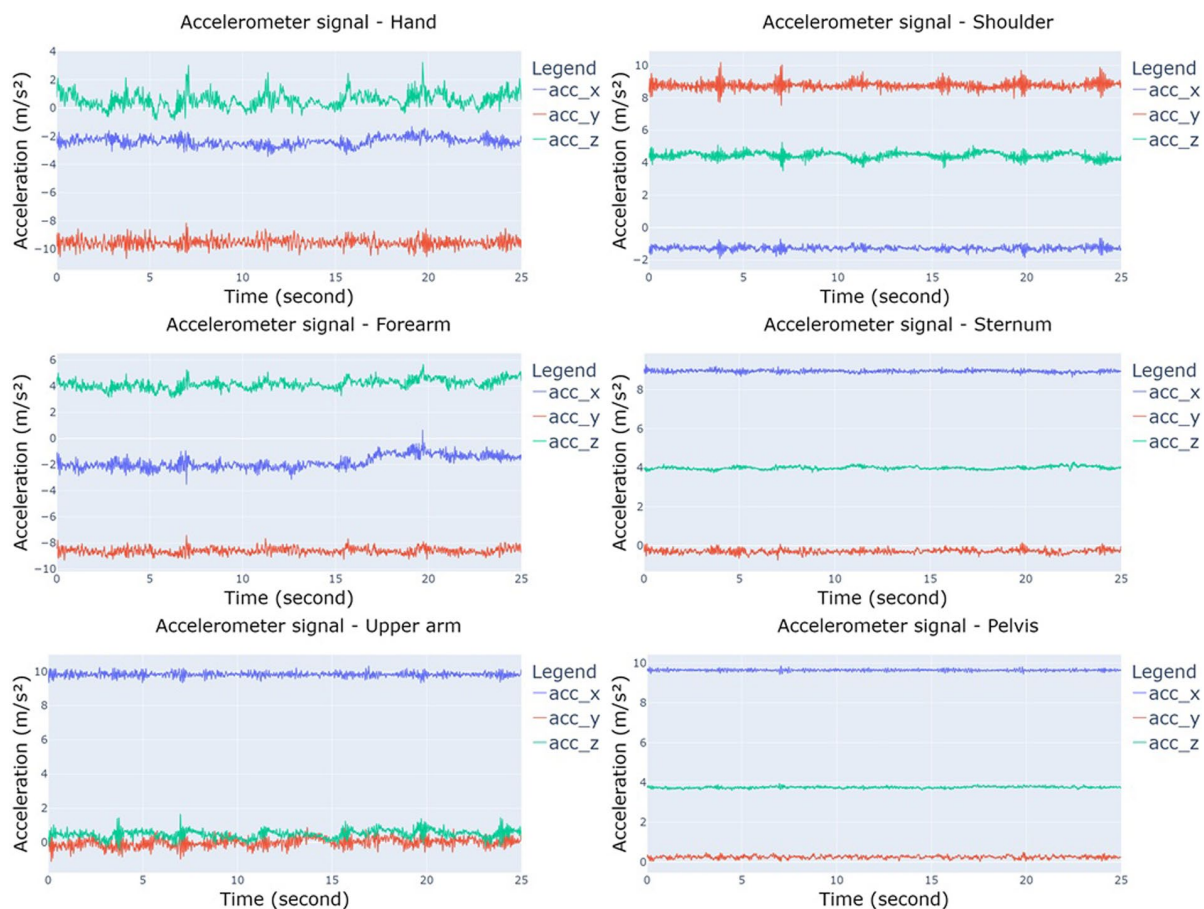 Accelerometer signal - Hand
Acceleration (m/s²)
4
2
0
−2
−4
−6
−8
−10
0
5
10
15
20
25
Time (second)
Legend
acc_x
acc_y
acc_z
Accelerometer signal - Shoulder
Acceleration (m/s²)
10
8
6
4
2
0
−2
0
5
10
15
20
25
Time (second)
Legend
acc_x
acc_y
acc_z
Accelerometer signal - Forearm
Acceleration (m/s²)
6
4
2
0
−2
−4
−6
−8
−10
0
5
10
15
20
25
Time (second)
Legend
acc_x
acc_y
acc_z
Accelerometer signal - Sternum
Acceleration (m/s²)
8
6
4
2
0
0
5
10
15
20
25
Time (second)
Legend
acc_x
acc_y
acc_z
Accelerometer signal - Upper arm
Acceleration (m/s²)
10
8
6
4
2
0
0
5
10
15
20
25
Time (second)
Legend
acc_x
acc_y
acc_z
Accelerometer signal - Pelvis
Acceleration (m/s²)
10
8
6
4
2
0
0
5
10
15
20
25
Time (second)
Legend
acc_x
acc_y
acc_z